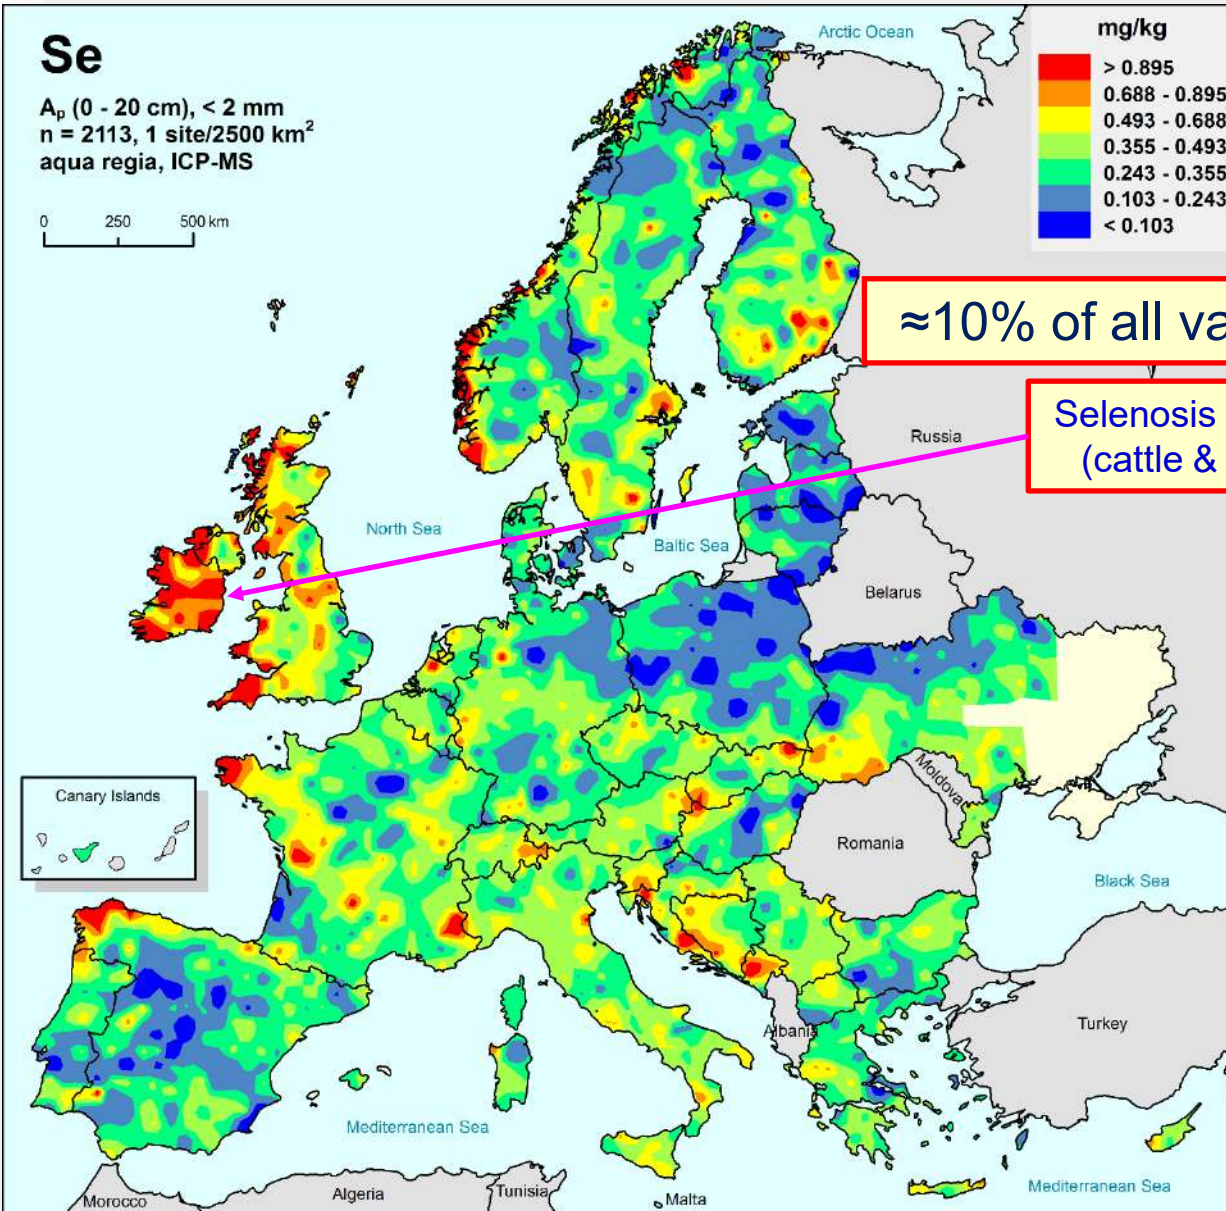 Se
Aₚ (0 - 20 cm), < 2 mm
n = 2113, 1 site/2500 km²
aqua regia, ICP-MS
0 250 500 km
mg/kg
> 0.895
0.688 - 0.895
0.493 - 0.688
0.355 - 0.493
0.243 - 0.355
0.103 - 0.243
< 0.103
Arctic Ocean
≈10% of all va
Selenosis
(cattle &
Russia
North Sea
Baltic Sea
Belarus
Canary Islands
Moldova
Romania
Black Sea
Albania
Turkey
Mediterranean Sea
Mediterranean Sea
Morocco
Algeria
Tunisia
Malta